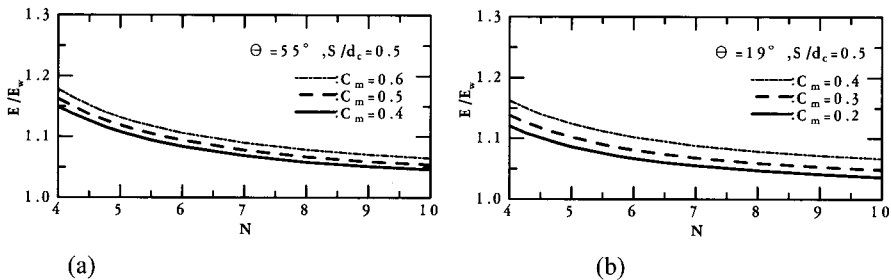 1.3
1.2
1.1
1.0
E/E_w
Θ=55° ,S/d_c=0.5
:C_m=0.6
:C_m=0.5
:C_m=0.4
4 5 6 7 8 9 10
N
(a)
1.3
1.2
1.1
1.0
E/E_w
Θ=19° ,S/d_c=0.5
:C_m=0.4
:C_m=0.3
:C_m=0.2
4 5 6 7 8 9 10
N
(b)